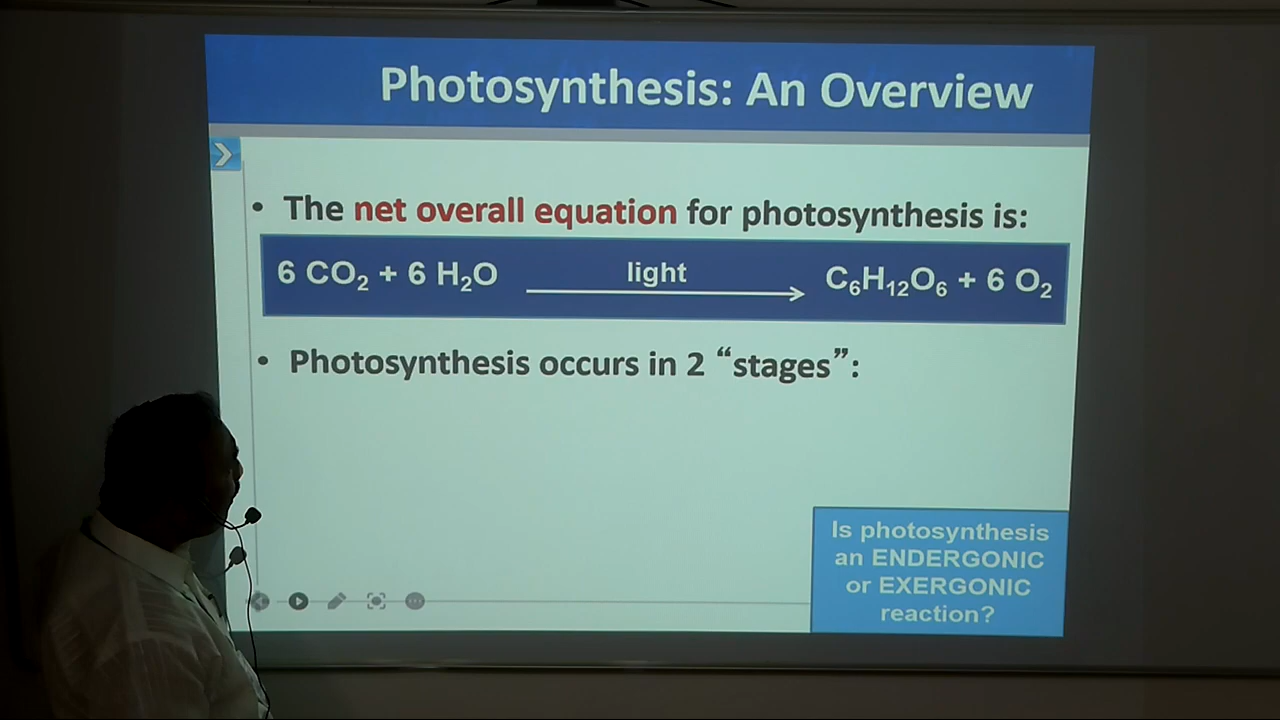 Photosynthesis: An Overview
• The net overall equation for photosynthesis is:
6 CO₂ + 6 H₂O light → C₆H₁₂O₆ + 6 O₂
• Photosynthesis occurs in 2 “stages”:
Is photosynthesis
an ENDERGONIC
or EXERGONIC
reaction?